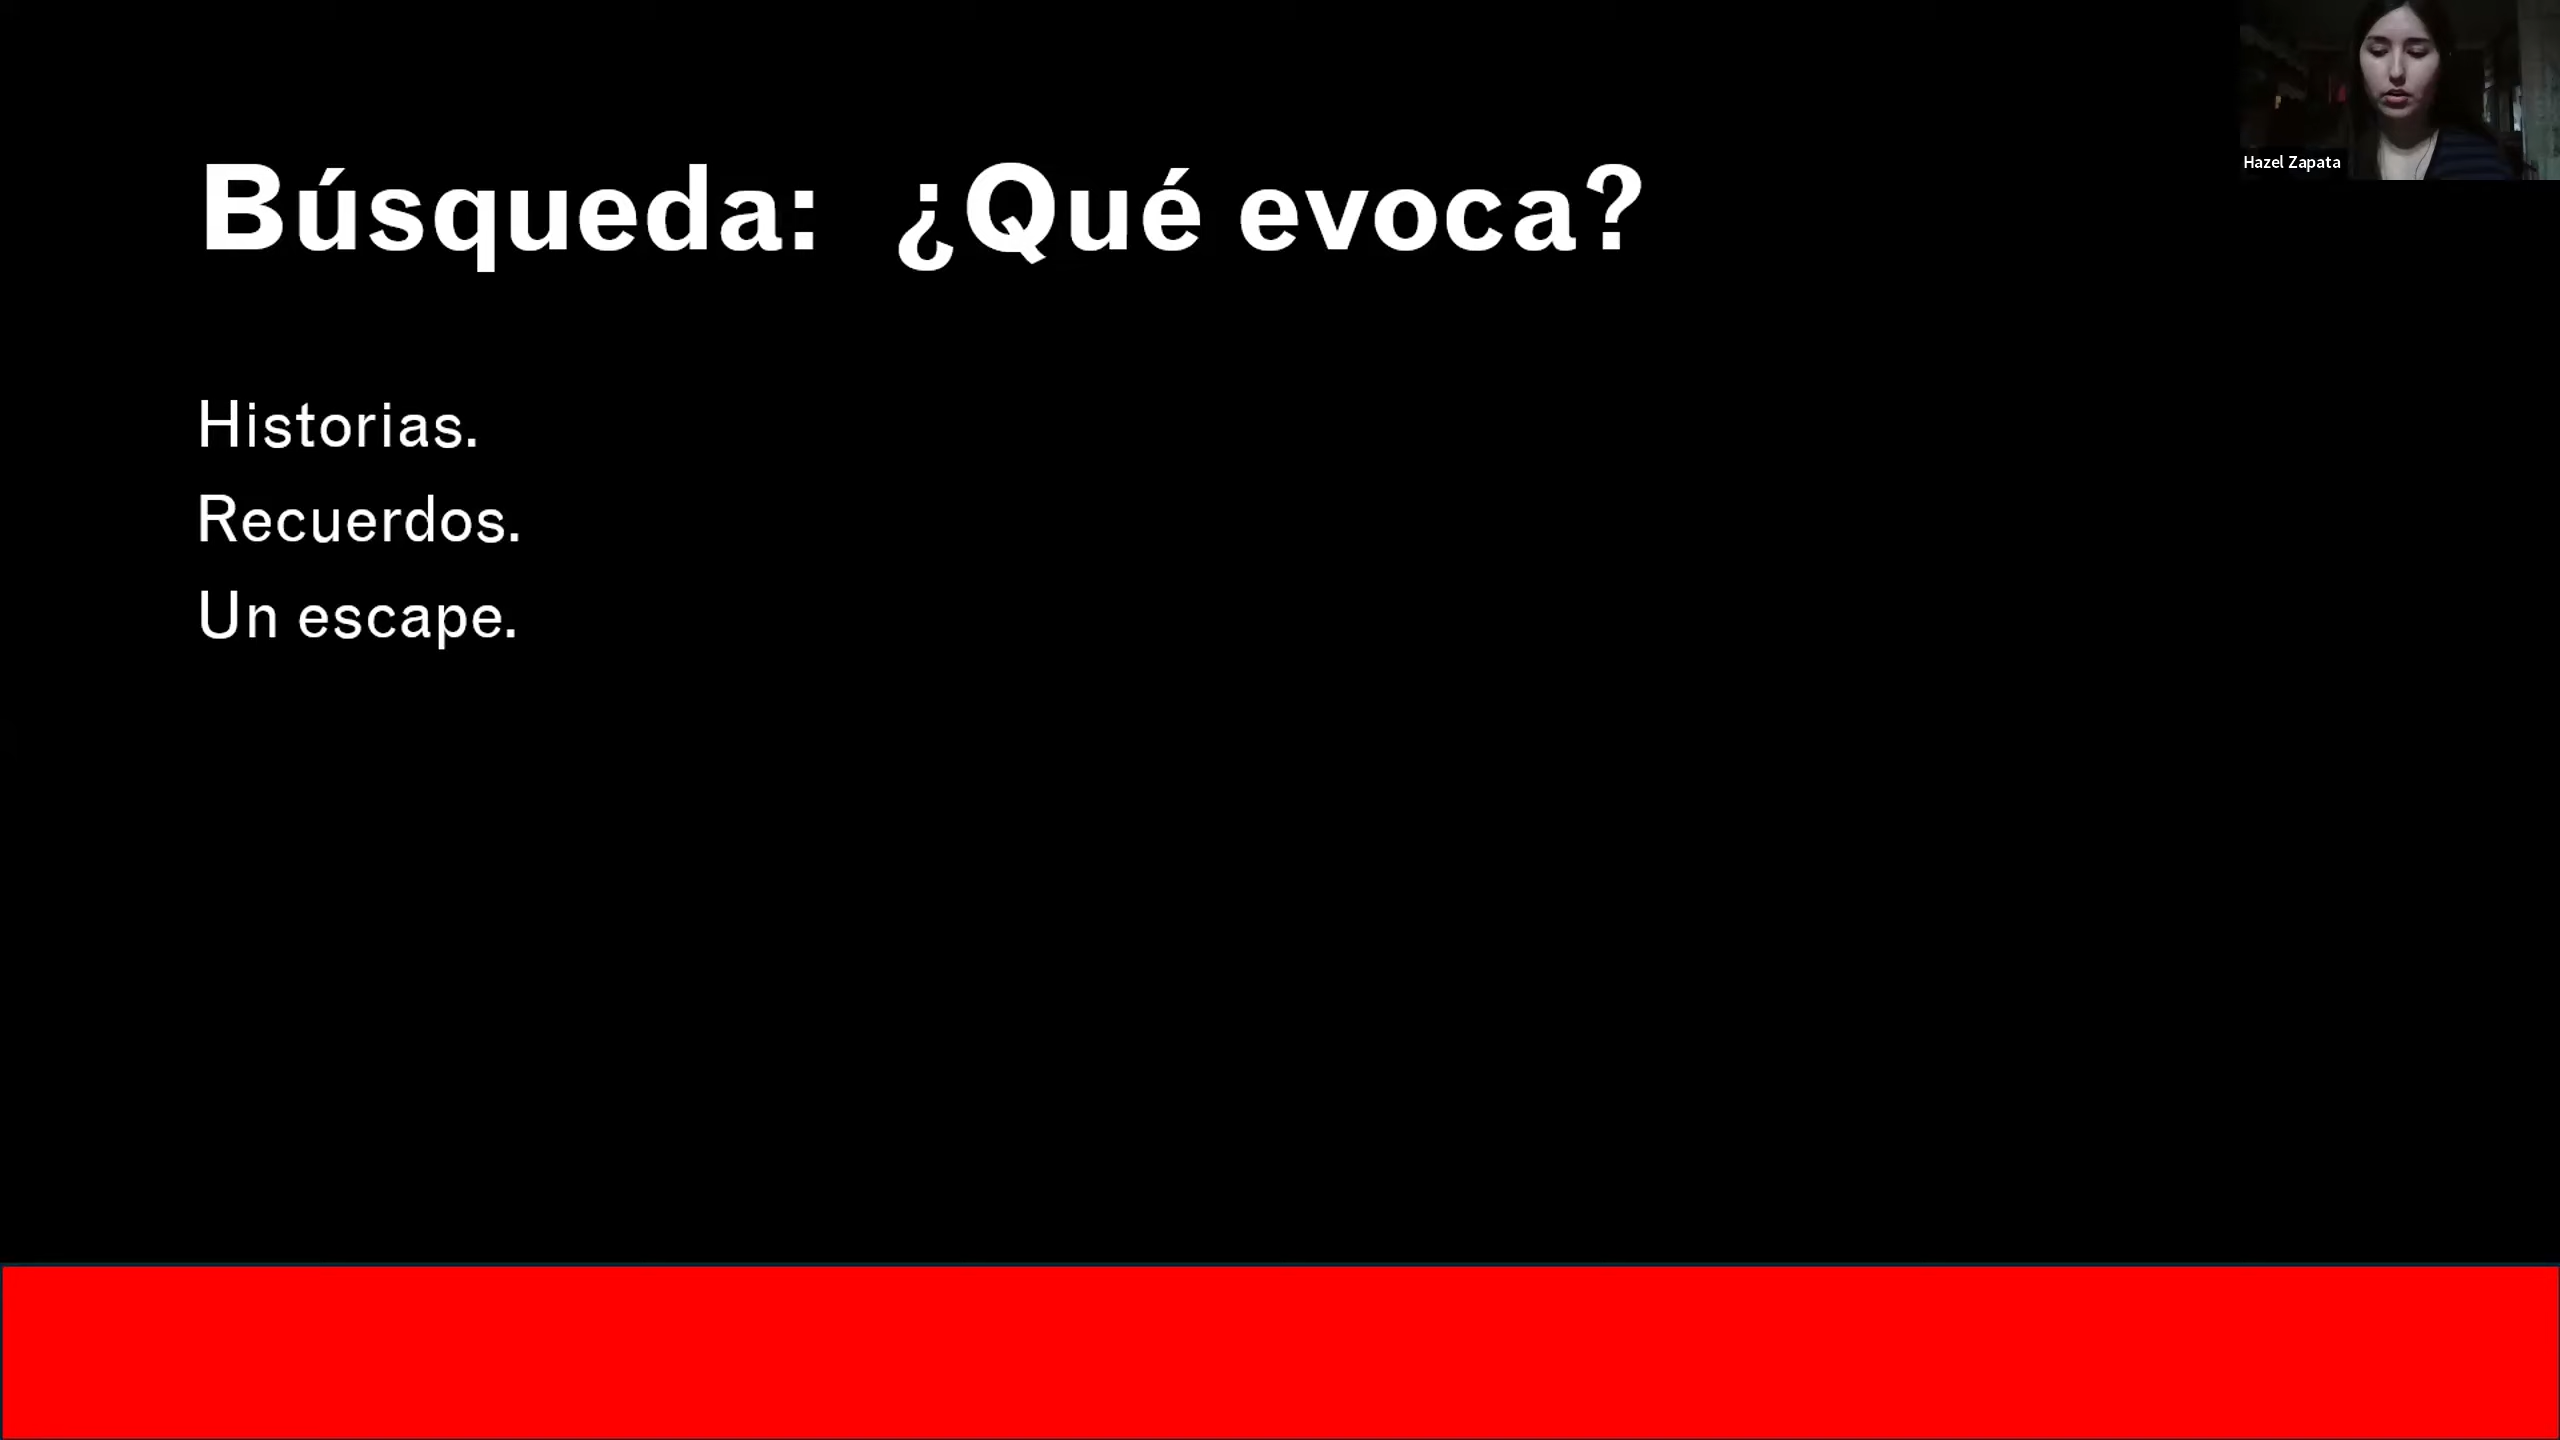 Hazel Zapata
Búsqueda: ¿Qué evoca?
Historias.
Recuerdos.
Un escape.